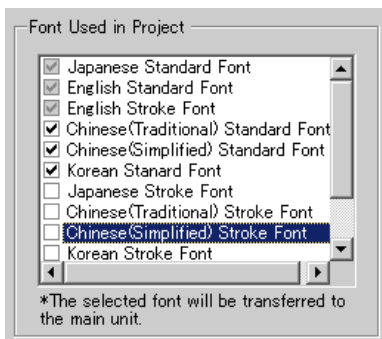 Font Used in Project
Japanese Standard Font
English Standard Font
English Stroke Font
Chinese(Traditional) Standard Font
Chinese(Simplified) Standard Font
Korean Stanard Font
Japanese Stroke Font
Chinese(Traditional) Stroke Font
Chinese(Simplified) Stroke Font
Korean Stroke Font
*The selected font will be transferred to
the main unit.